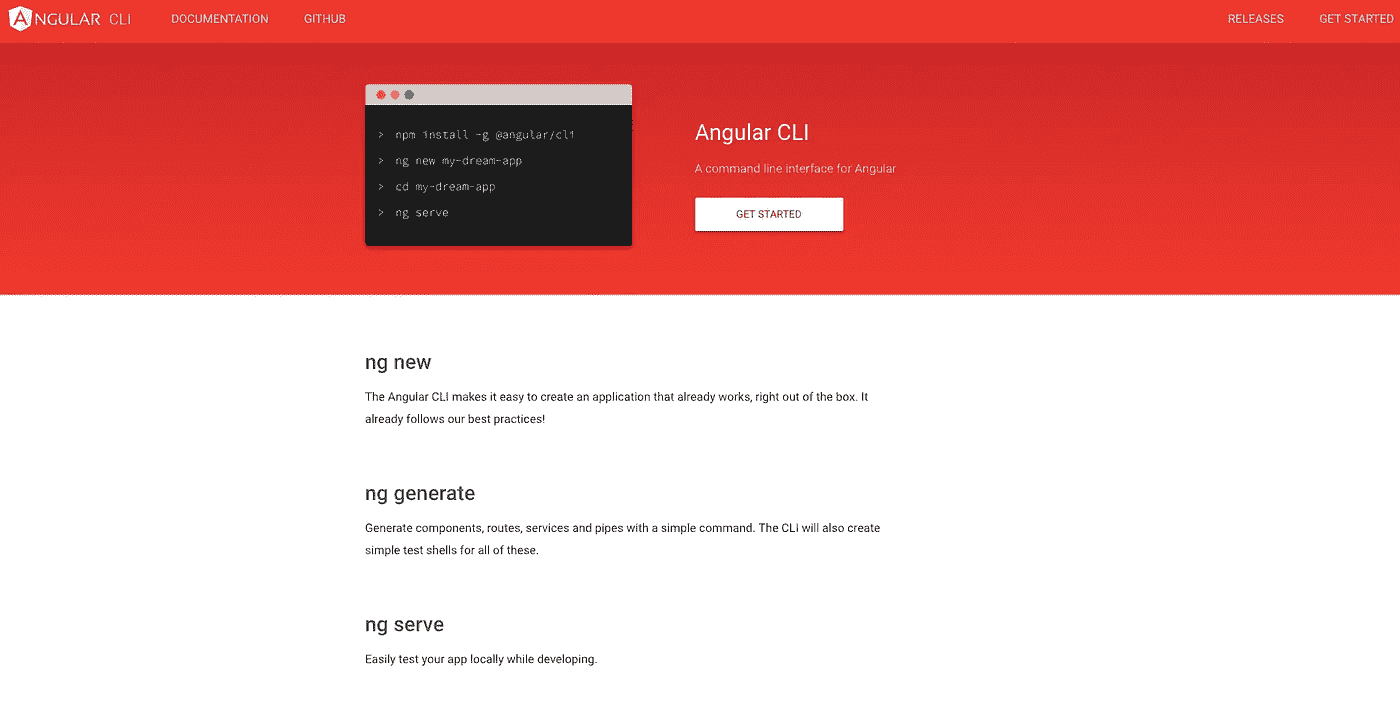 ANGULAR CLI DOCUMENTATION GITHUB RELEASES GET STARTED
> npm install -g @angular/cli
> ng new my-dream-app
> cd my-dream-app
> ng serve
Angular CLI
A command line interface for Angular
GET STARTED
ng new
The Angular CLI makes it easy to create an application that already works, right out of the box. It
already follows our best practices!
ng generate
Generate components, routes, services and pipes with a simple command. The CLI will also create
simple test shells for all of these.
ng serve
Easily test your app locally while developing.